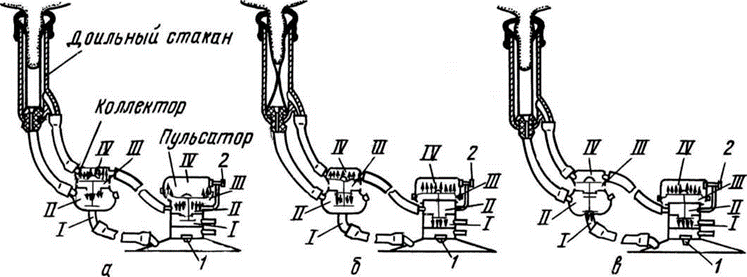 Доильный стакан
Коллектор
Пульсатор
IV III IV 2 III II II I I 1
а
IV III IV 2 III II II I I 1
б
IV III IV 2 III II II I I 1
в